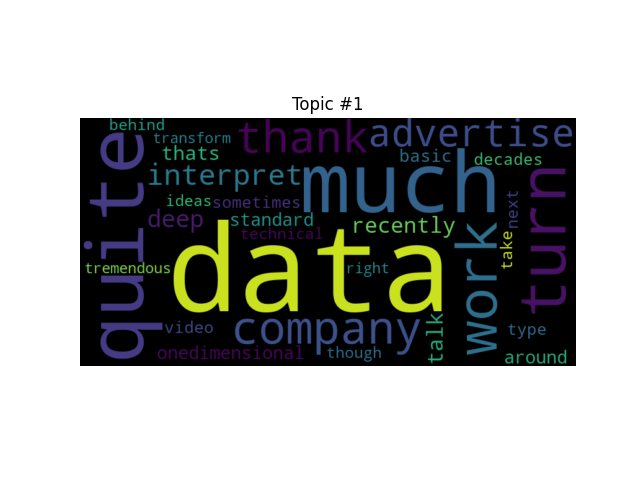 Topic #1
behind
transform
thank
advertise
thats
basic
decades
quite
interpret
much
ideas
sometimes
next
turn
deep
standard
recently
technical
take
work
data
tremendous
right
video
company
talk
type
onedimensional
though
around